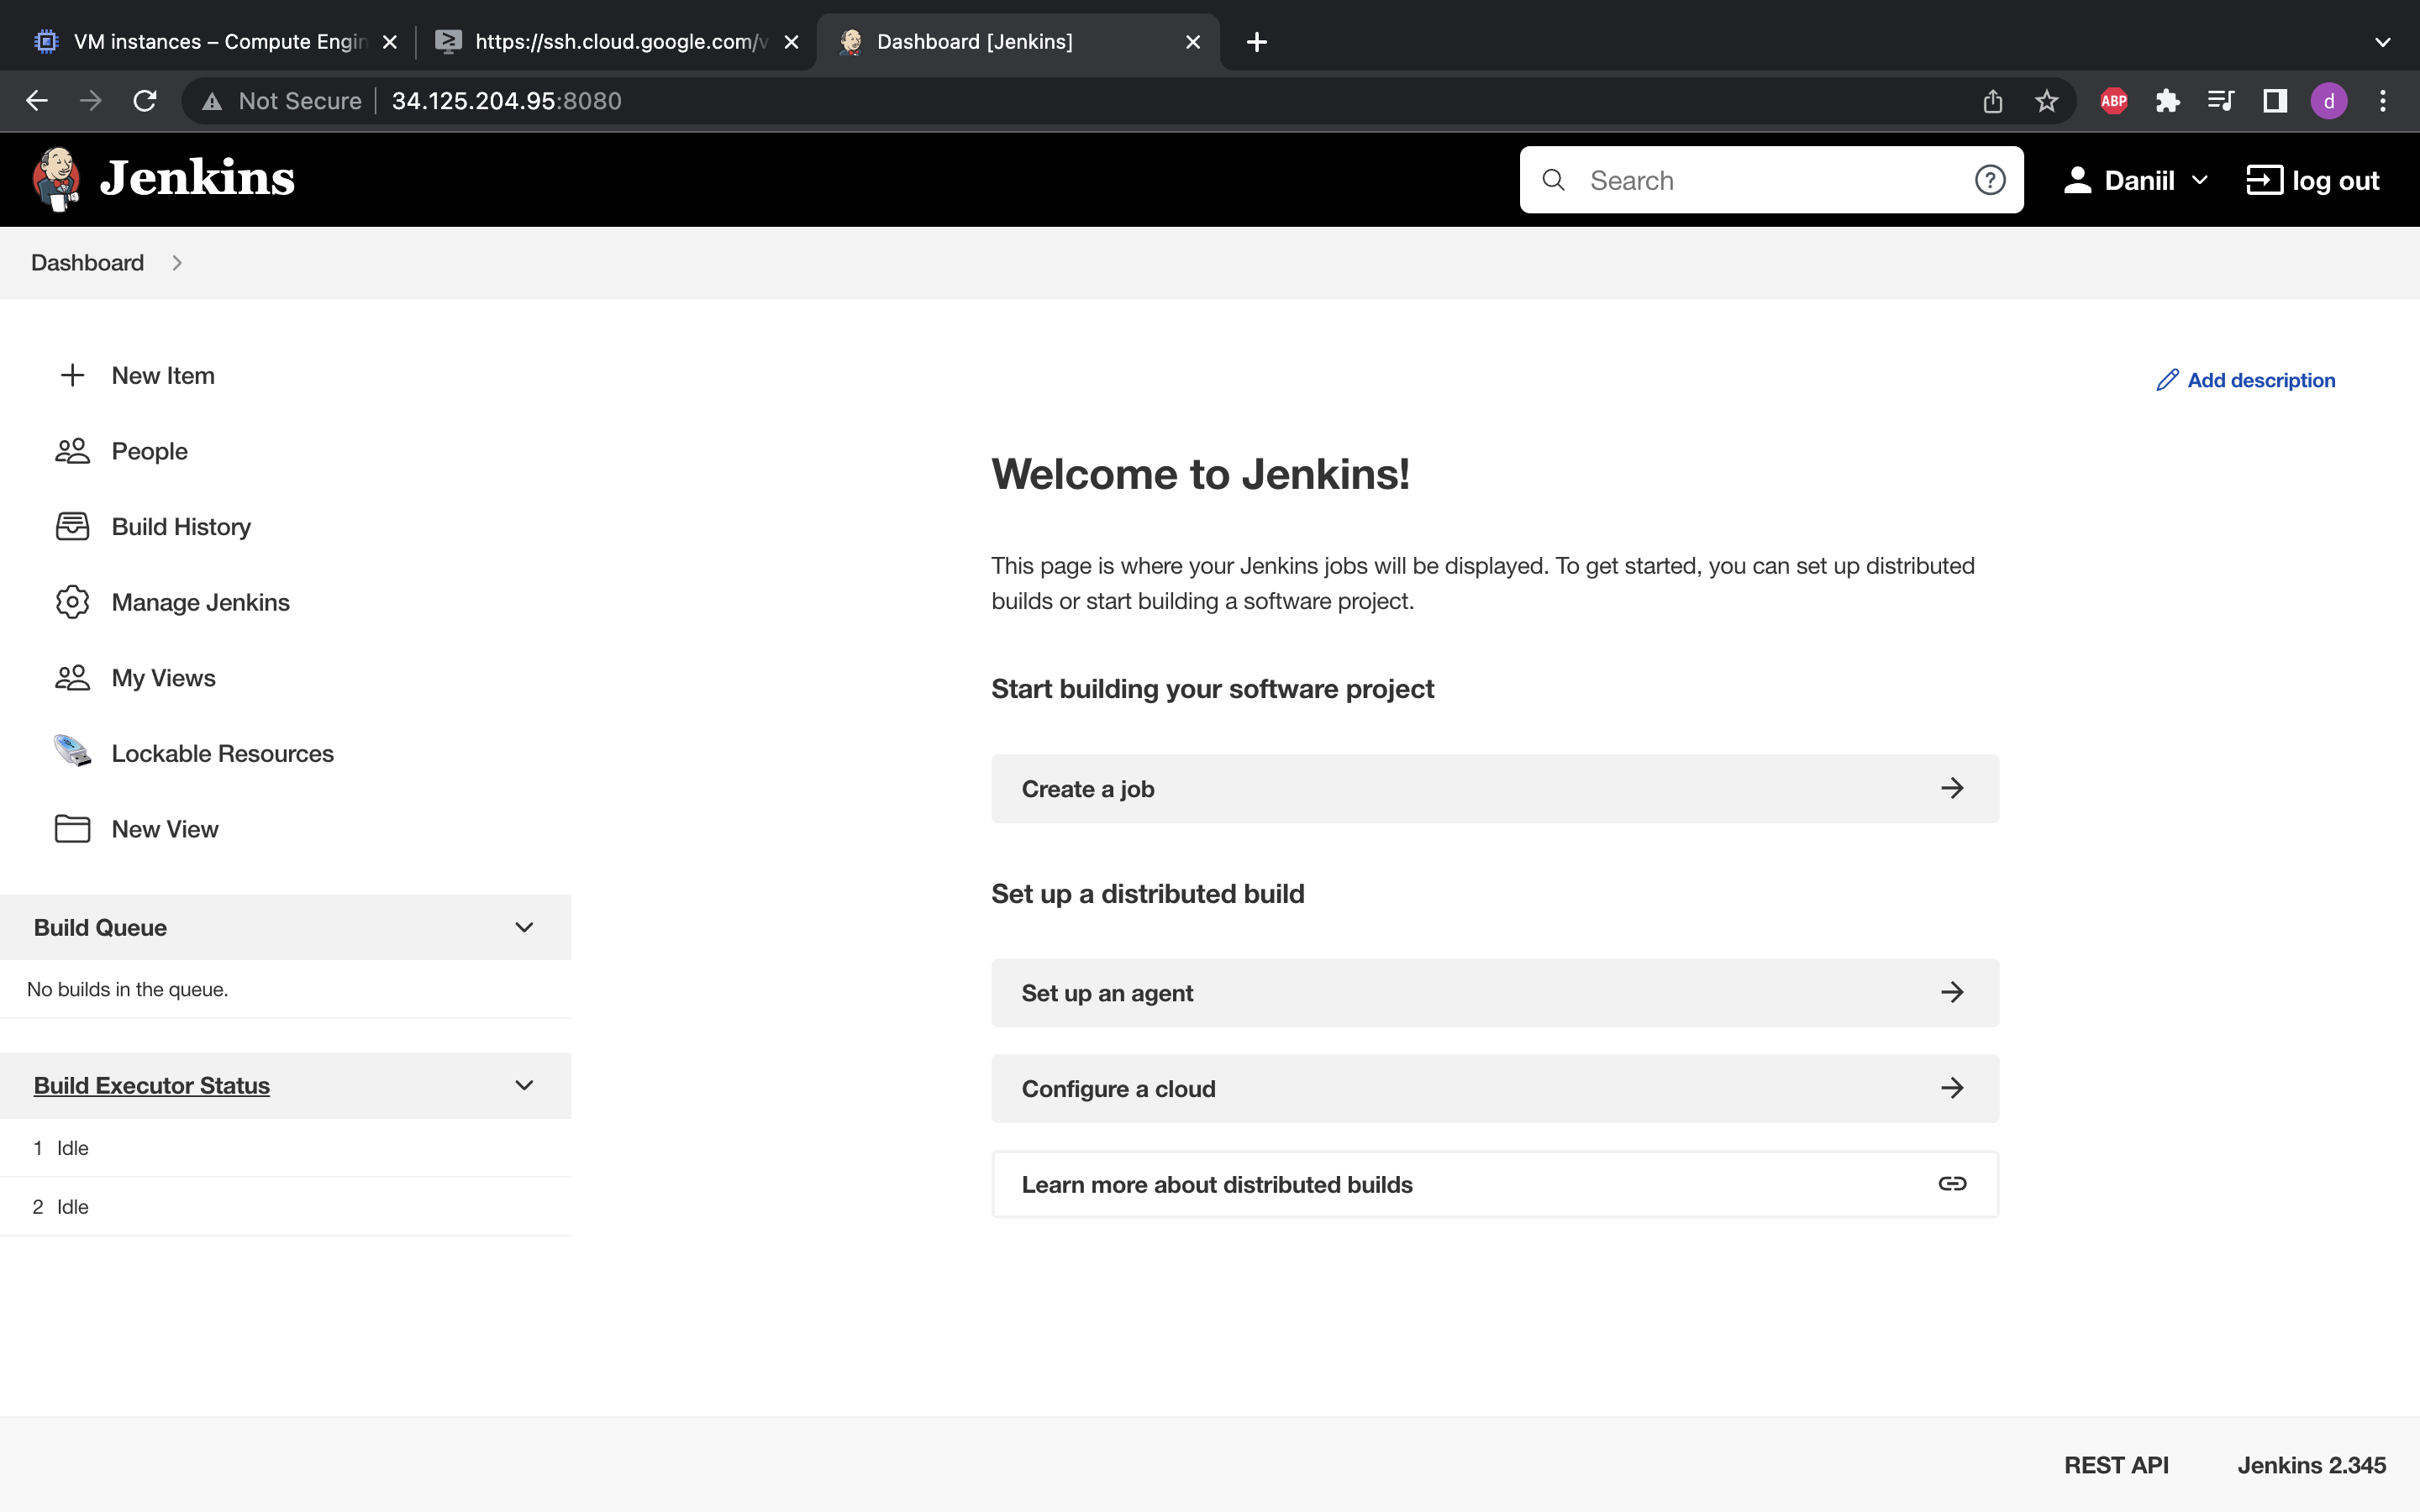 VM instances – Compute Engin
https://ssh.cloud.google.com/v
Dashboard [Jenkins]
Not Secure
34.125.204.95:8080
ABP
d
Jenkins
Search
?
Daniil
log out
Dashboard
New Item
People
Build History
Manage Jenkins
My Views
Lockable Resources
New View
Build Queue
No builds in the queue.
Build Executor Status
1 Idle
2 Idle
Add description
Welcome to Jenkins!
This page is where your Jenkins jobs will be displayed. To get started, you can set up distributed
builds or start building a software project.
Start building your software project
Create a job
Set up a distributed build
Set up an agent
Configure a cloud
Learn more about distributed builds
REST API
Jenkins 2.345